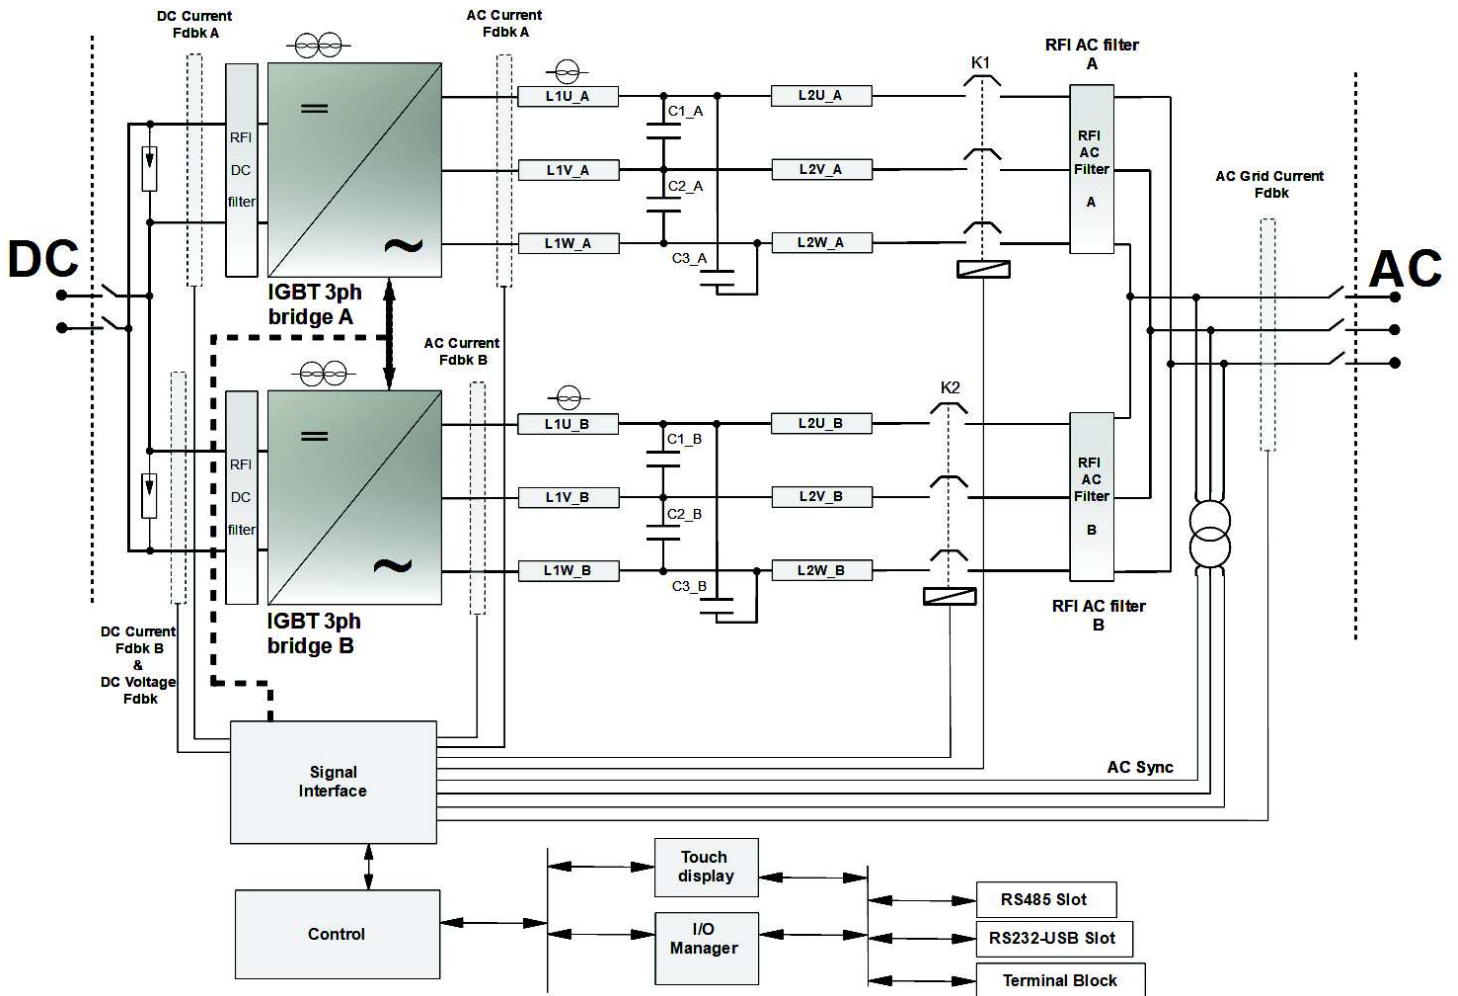 DC Current
Fdbk A
AC Current
Fdbk A
RFI AC filter
A
K1
L1U_A
C1_A
L2U_A
RFI
DC
filter
=
L1V_A
C2_A
L2V_A
RFI
AC
Filter
A
AC Grid Current
Fdbk
~
L1W_A
C3_A
L2W_A
DC
AC
IGBT 3ph
bridge A
AC Current
Fdbk B
K2
L1U_B
C1_B
L2U_B
RFI
DC
filter
=
L1V_B
C2_B
L2V_B
RFI
AC
Filter
B
~
L1W_B
C3_B
L2W_B
RFI AC filter
B
IGBT 3ph
bridge B
DC Current
Fdbk B
&
DC Voltage
Fdbk
Signal
Interface
AC Sync
Touch
display
Control
I/O
Manager
RS485 Slot
RS232-USB Slot
Terminal Block